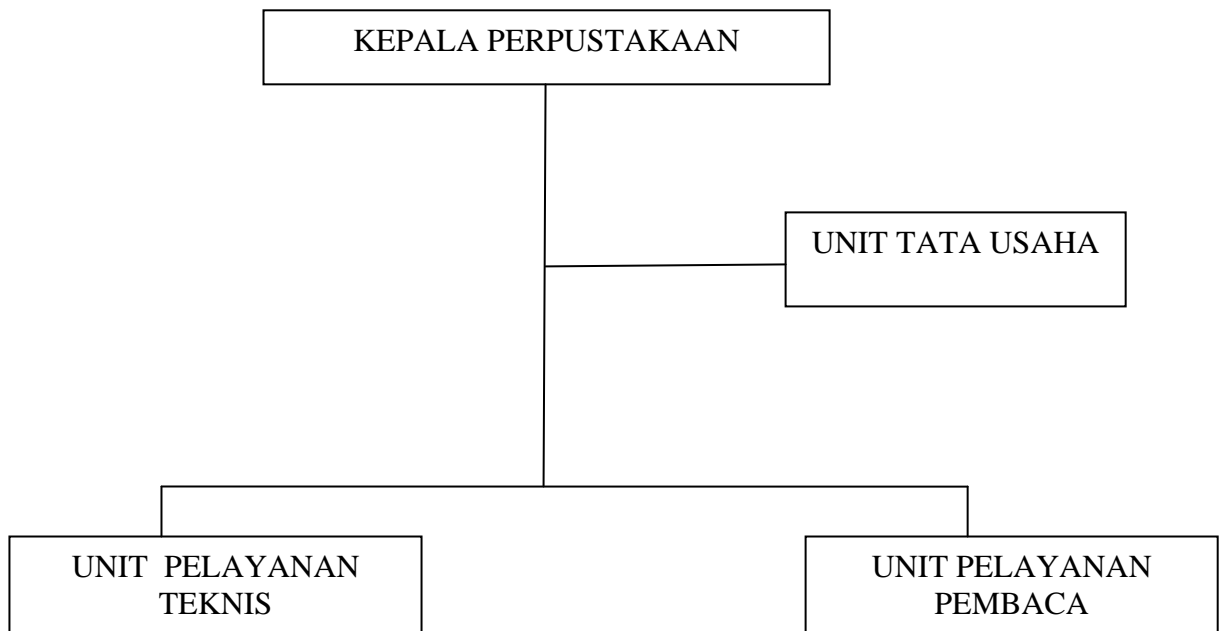 KEPALA PERPUSTAKAAN
UNIT TATA USAHA
UNIT PELAYANAN
TEKNIS
UNIT PELAYANAN
PEMBACA